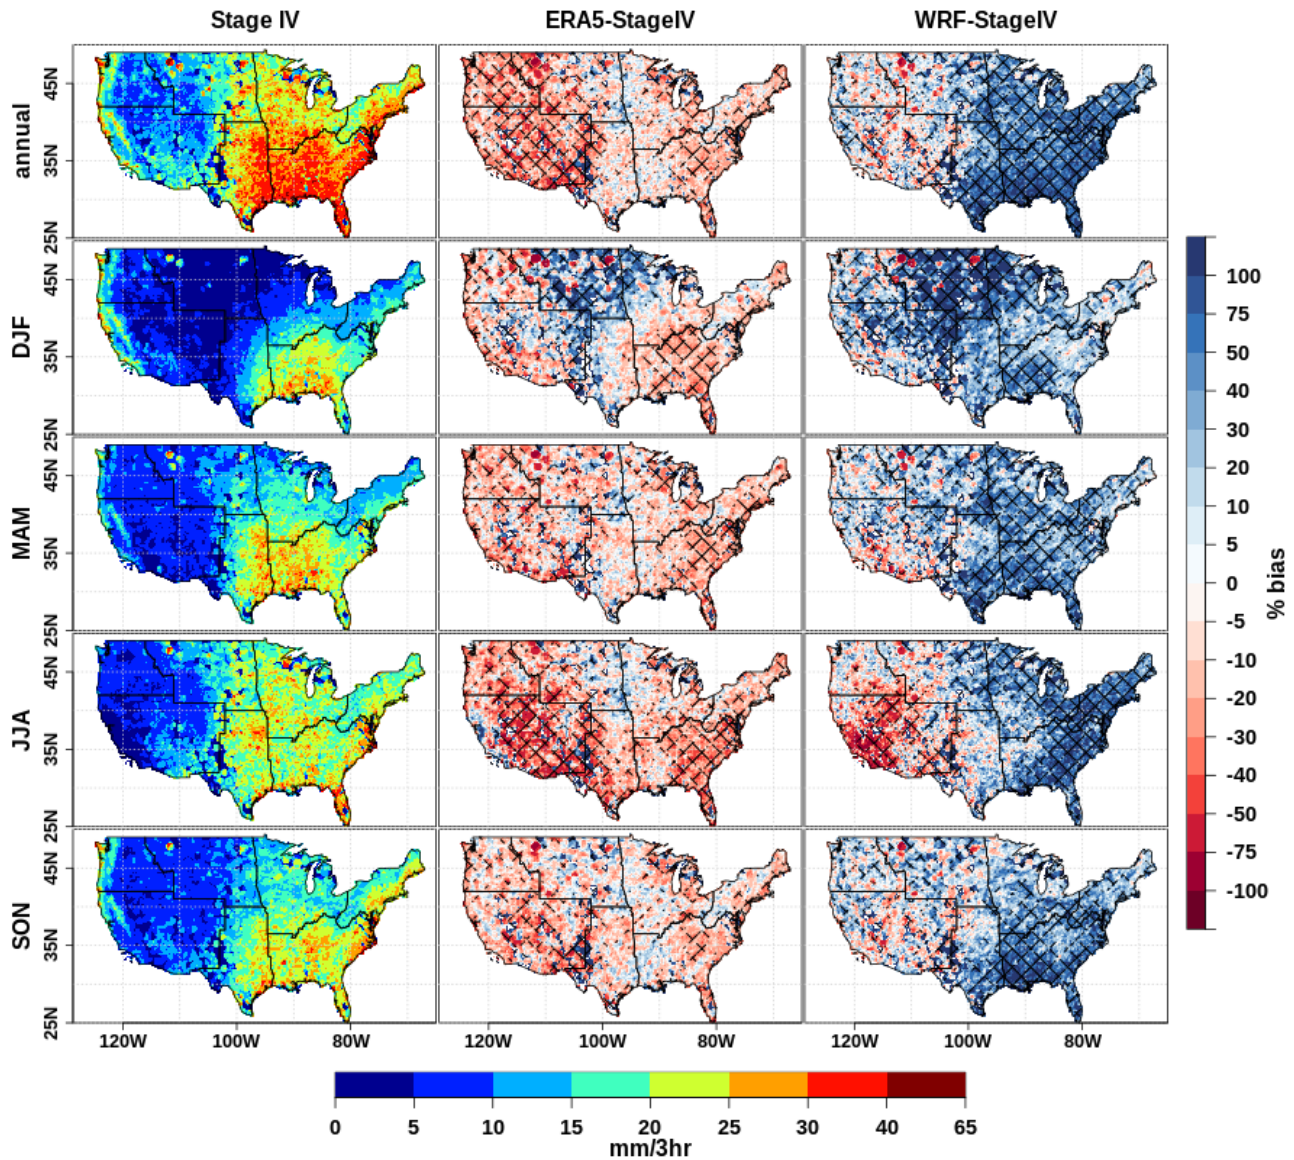 Stage IV ERA5-StageIV WRF-StageIV
annual 45N 35N 25N
DJF 45N 35N 25N
MAM 45N 35N 25N
JJA 45N 35N 25N
SON 45N 35N 25N
120W 100W 80W 120W 100W 80W 120W 100W 80W
100
75
50
40
30
20
10
5
0
-5
-10
-20
-30
-40
-50
-75
-100
% bias
0 5 10 15 20 25 30 40 65
mm/3hr